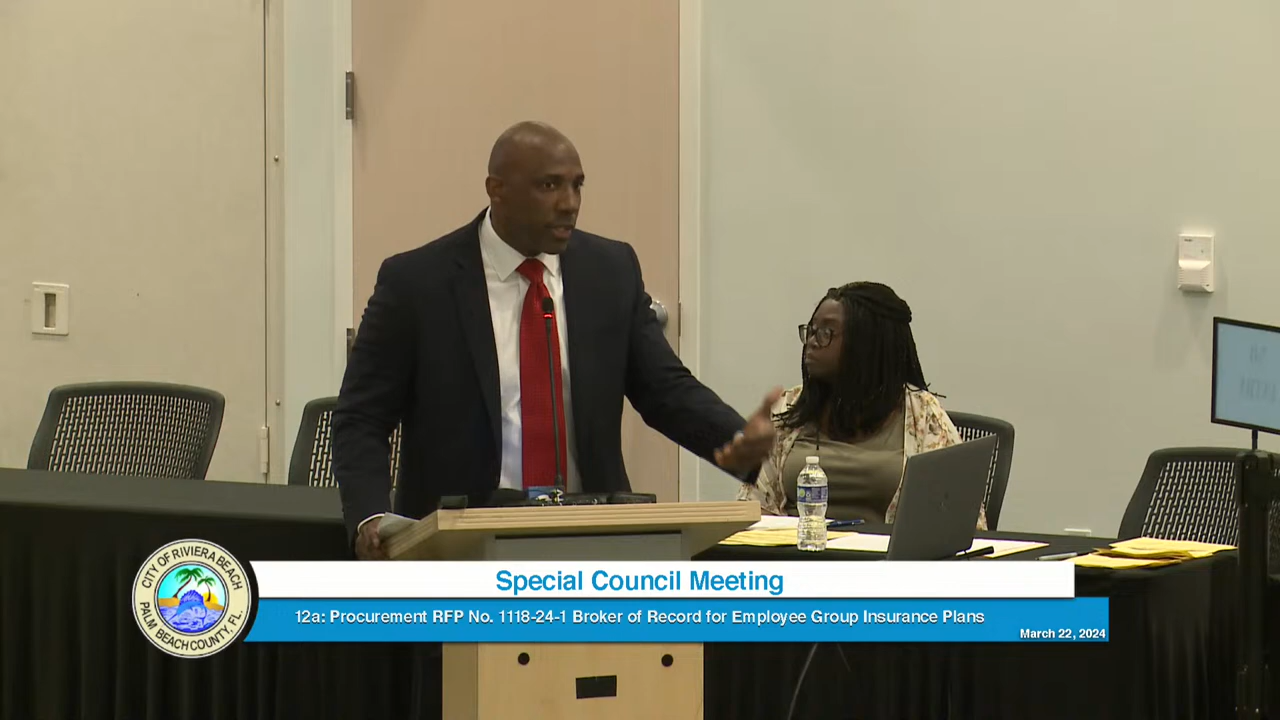 Special Council Meeting
12a: Procurement RFP No. 1118-24-1 Broker of Record for Employee Group Insurance Plans
March 22, 2024
CITY OF RIVIERA BEACH
PALM BEACH COUNTY, FL.